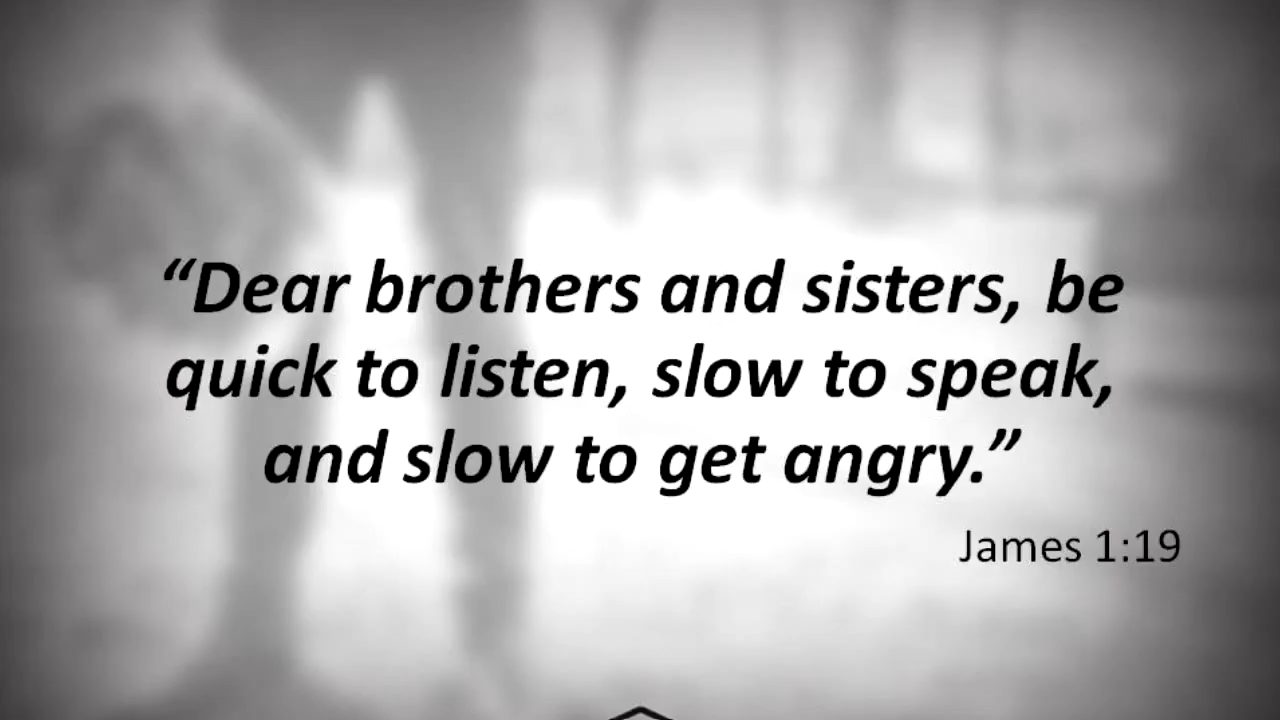 “Dear brothers and sisters, be
quick to listen, slow to speak,
and slow to get angry.”
James 1:19